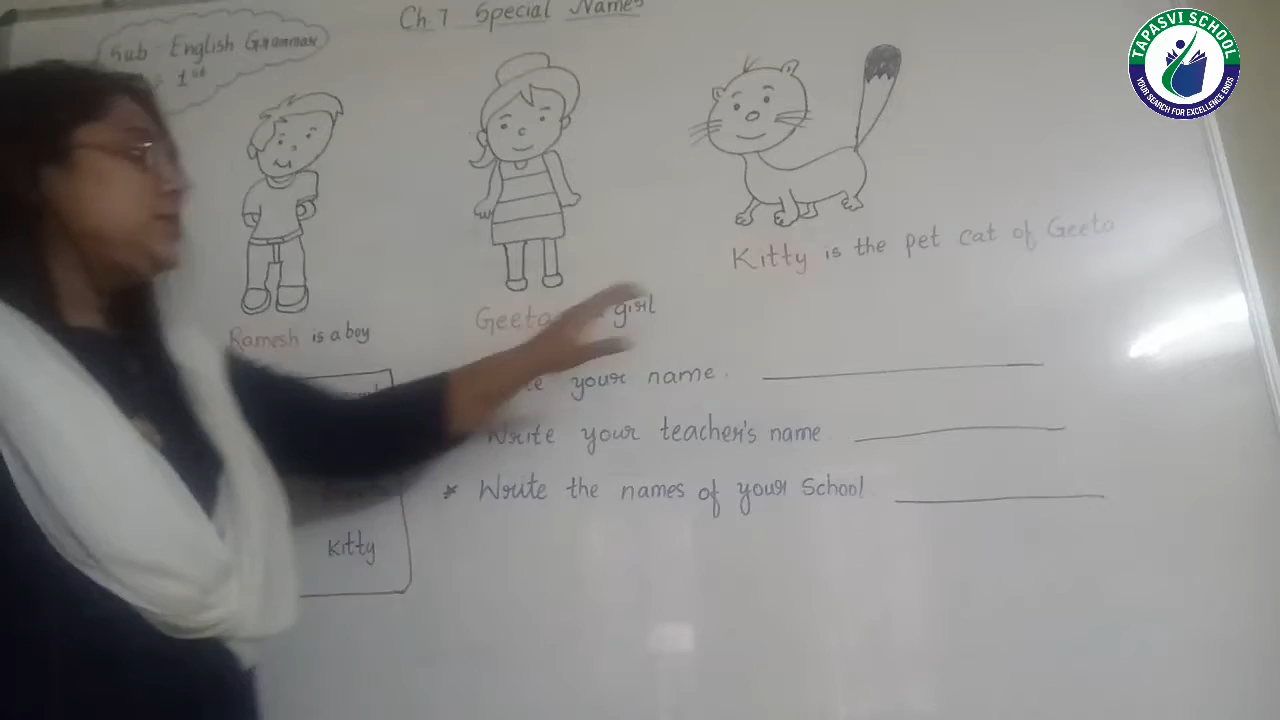 Ch. 7 Special Names
Sub English Grammar
1st
TAPASVI SCHOOL
YOUR SEARCH FOR EXCELLENCE ENDS
Ramesh is a boy
Geeta girl
Kitty is the pet cat of Geeta
your name.
Write your teacher's name
* Write the names of your School
Kitty